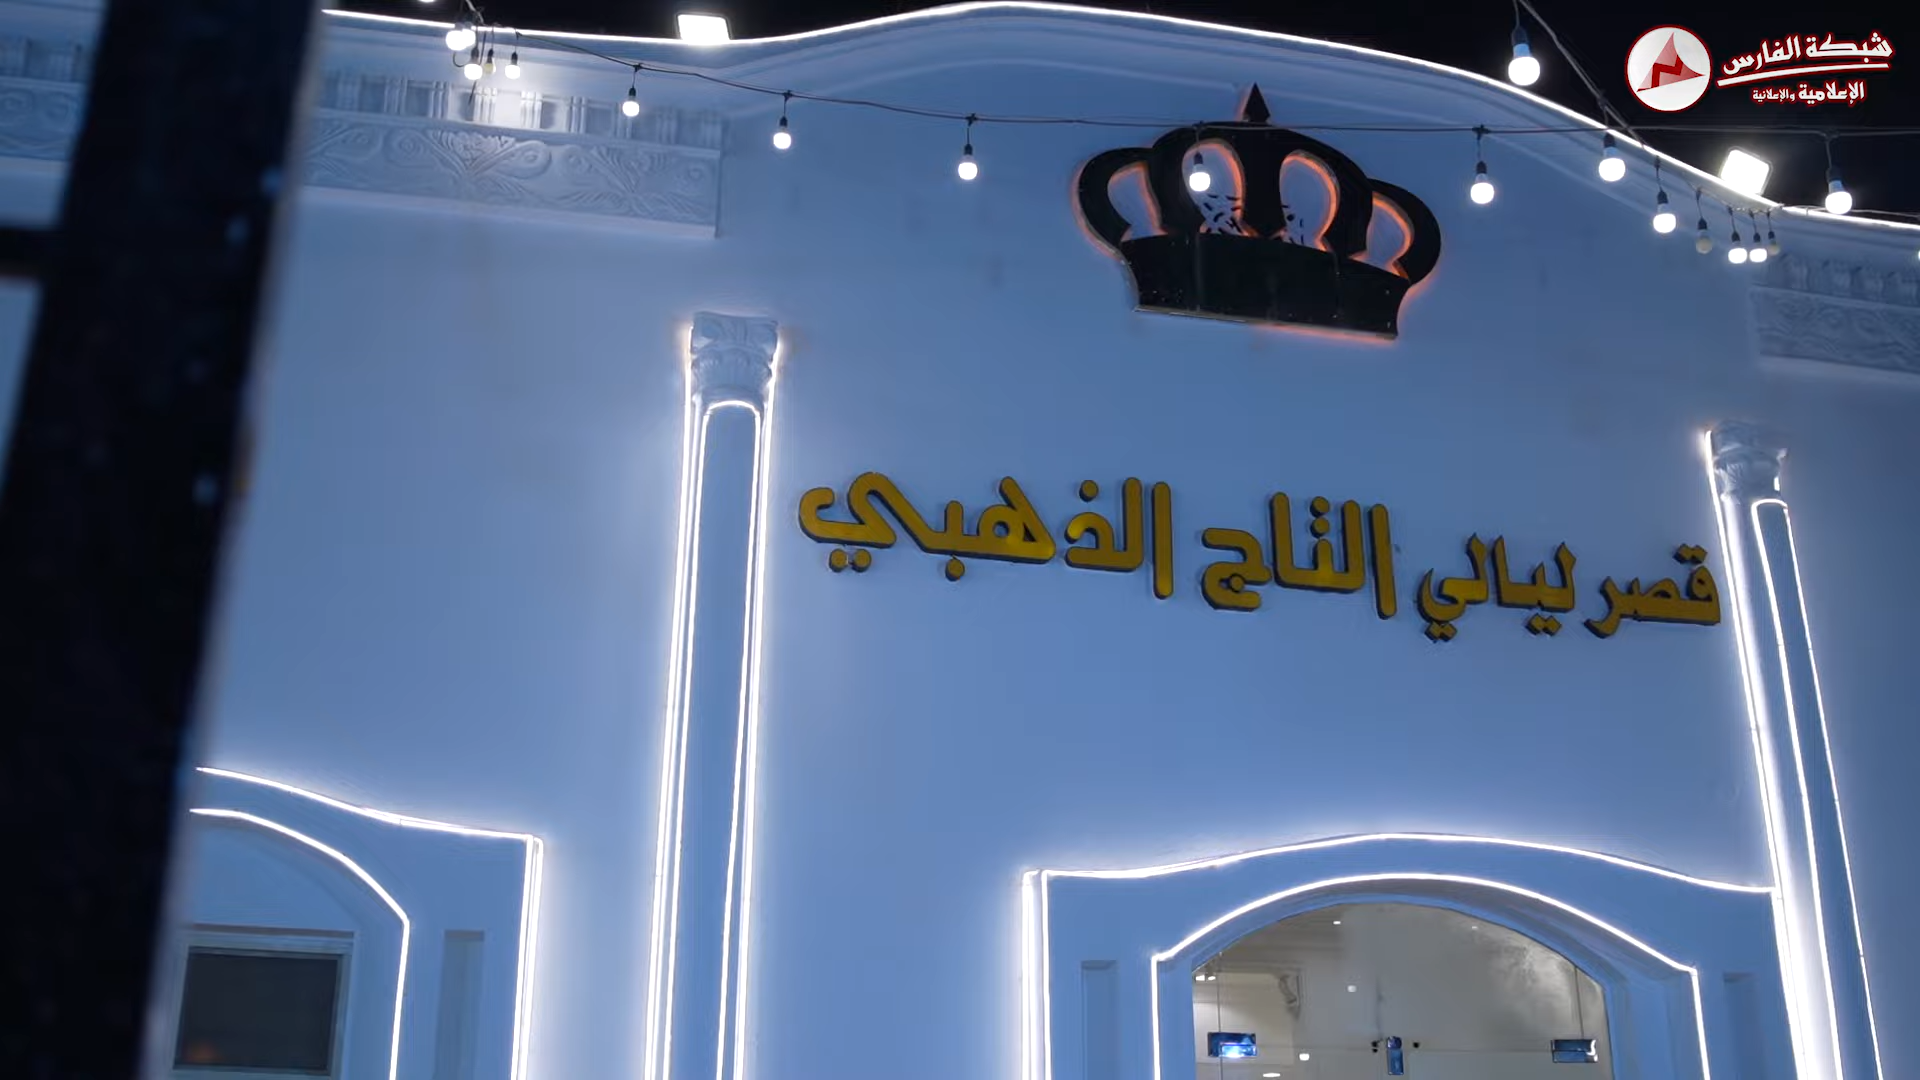 شبكة الفارس
الإعلامية والإعلانية
قصر ليالي التاج الذهبي